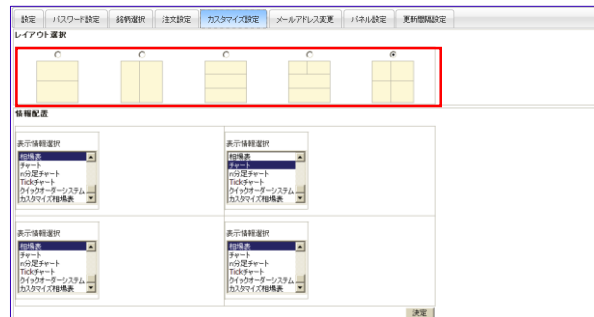 設定 パスワード設定 銘柄選択 注文設定 カスタマイズ設定 メールアドレス変更 パネル設定 更新間隔設定
レイアウト選択
情報配置
表示情報選択 表示情報選択
相場表 相場表
チャート チャート
n分足チャート n分足チャート
Tickチャート Tickチャート
クイックオーダーシステム クイックオーダーシステム
カスタマイズ相場表 カスタマイズ相場表
表示情報選択 表示情報選択
相場表 相場表
チャート チャート
n分足チャート n分足チャート
Tickチャート Tickチャート
クイックオーダーシステム クイックオーダーシステム
カスタマイズ相場表 カスタマイズ相場表
決定